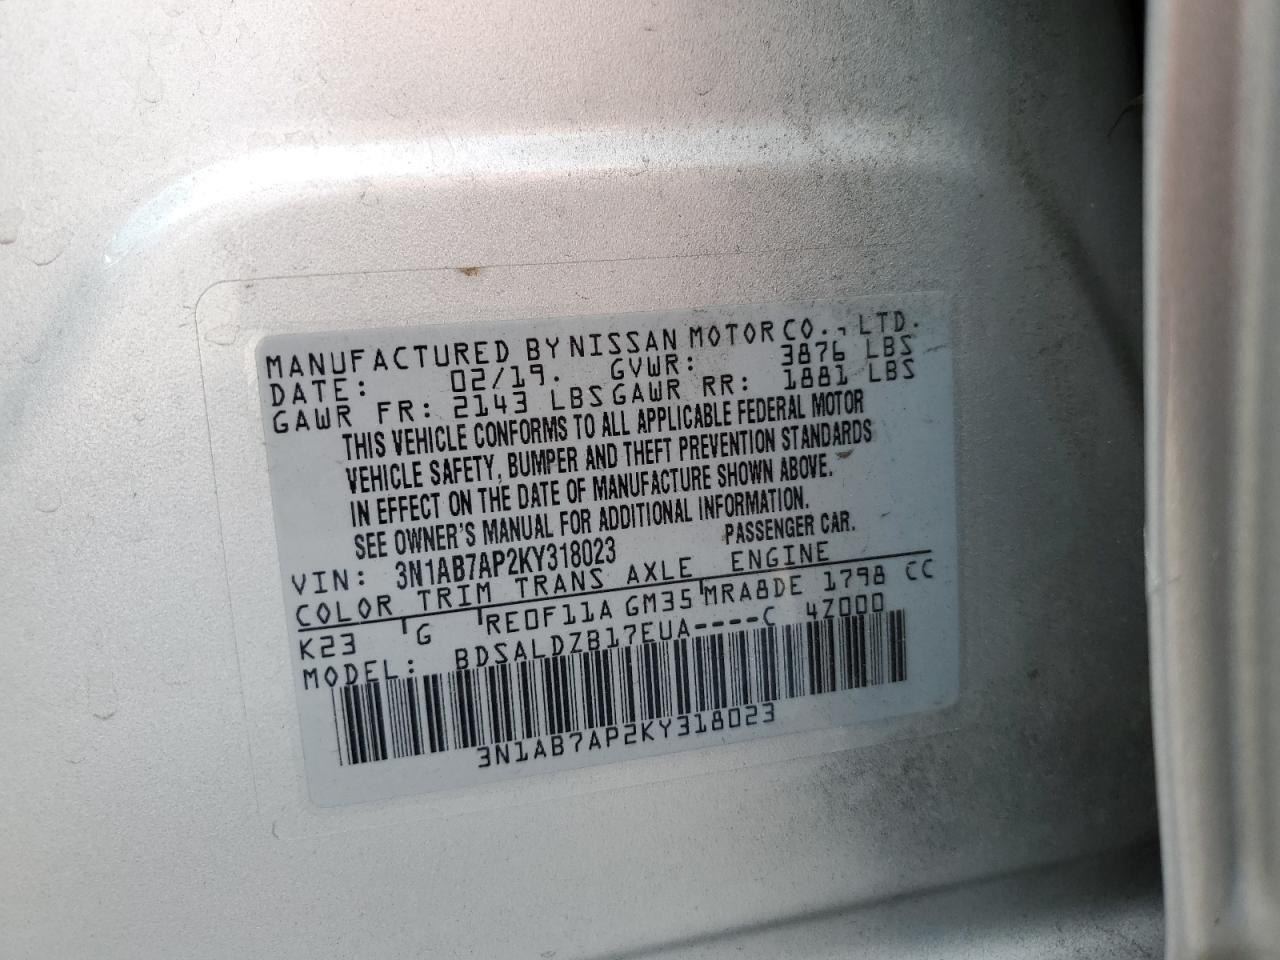 MANUFACTURED BY NISSAN MOTOR CO., LTD.
DATE: 02/19. GVWR: 3876 LBS
GAWR FR: 2143 LBS GAWR RR: 1881 LBS
THIS VEHICLE CONFORMS TO ALL APPLICABLE FEDERAL MOTOR
VEHICLE SAFETY, BUMPER AND THEFT PREVENTION STANDARDS
IN EFFECT ON THE DATE OF MANUFACTURE SHOWN ABOVE.
SEE OWNER'S MANUAL FOR ADDITIONAL INFORMATION.
VIN: 3N1AB7AP2KY318023 PASSENGER CAR.
COLOR TRIM TRANS AXLE ENGINE
K23 G RE0F11A GM35 MRA8DE 1798 CC
MODEL: BDSALDZB17EUA----C 4Z000
3N1AB7AP2KY318023